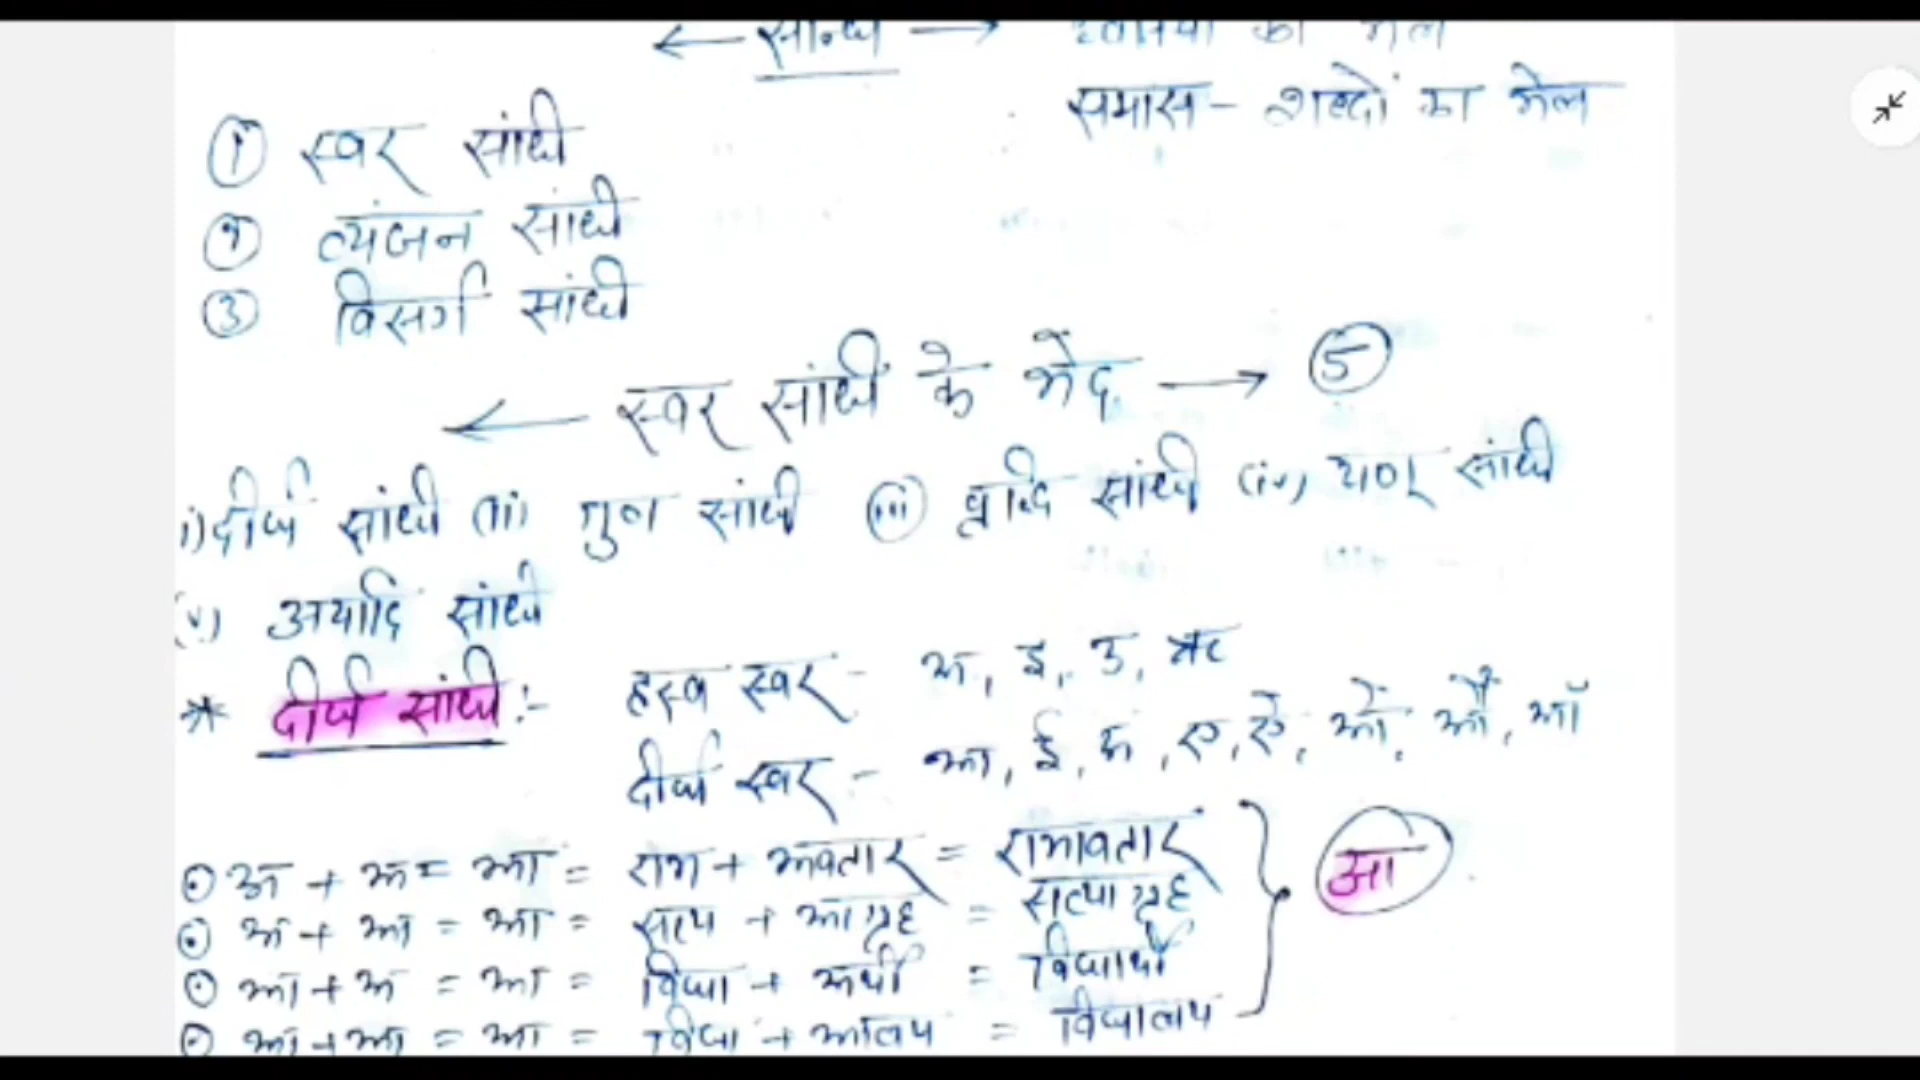 ← सन्धि → ध्वनियों का मेल
समास - शब्दों का मेल
① स्वर संधी
② व्यंजन संधी
③ विसर्ग संधी
← स्वर संधी के भेद → ⑤
i) दीर्घ संधी (ii) गुण संधी (iii) वृद्धि संधी (iv) यण् संधी
(v) अयादि संधी
* दीर्घ संधी :- हस्व स्वर - अ, इ, उ, ऋ
दीर्घ स्वर :- आ, ई, ऊ, ए, ऐ, ओ, औ, ऑ
⊙ अ + अ = आ = राम + अवतार = रामावतार
⊙ अ + आ = आ = सत्य + आग्रह = सत्याग्रह
⊙ आ + अ = आ = विद्या + अर्थी = विद्यार्थी
⊙ आ + आ = आ = विद्या + आलय = विद्यालय
आ